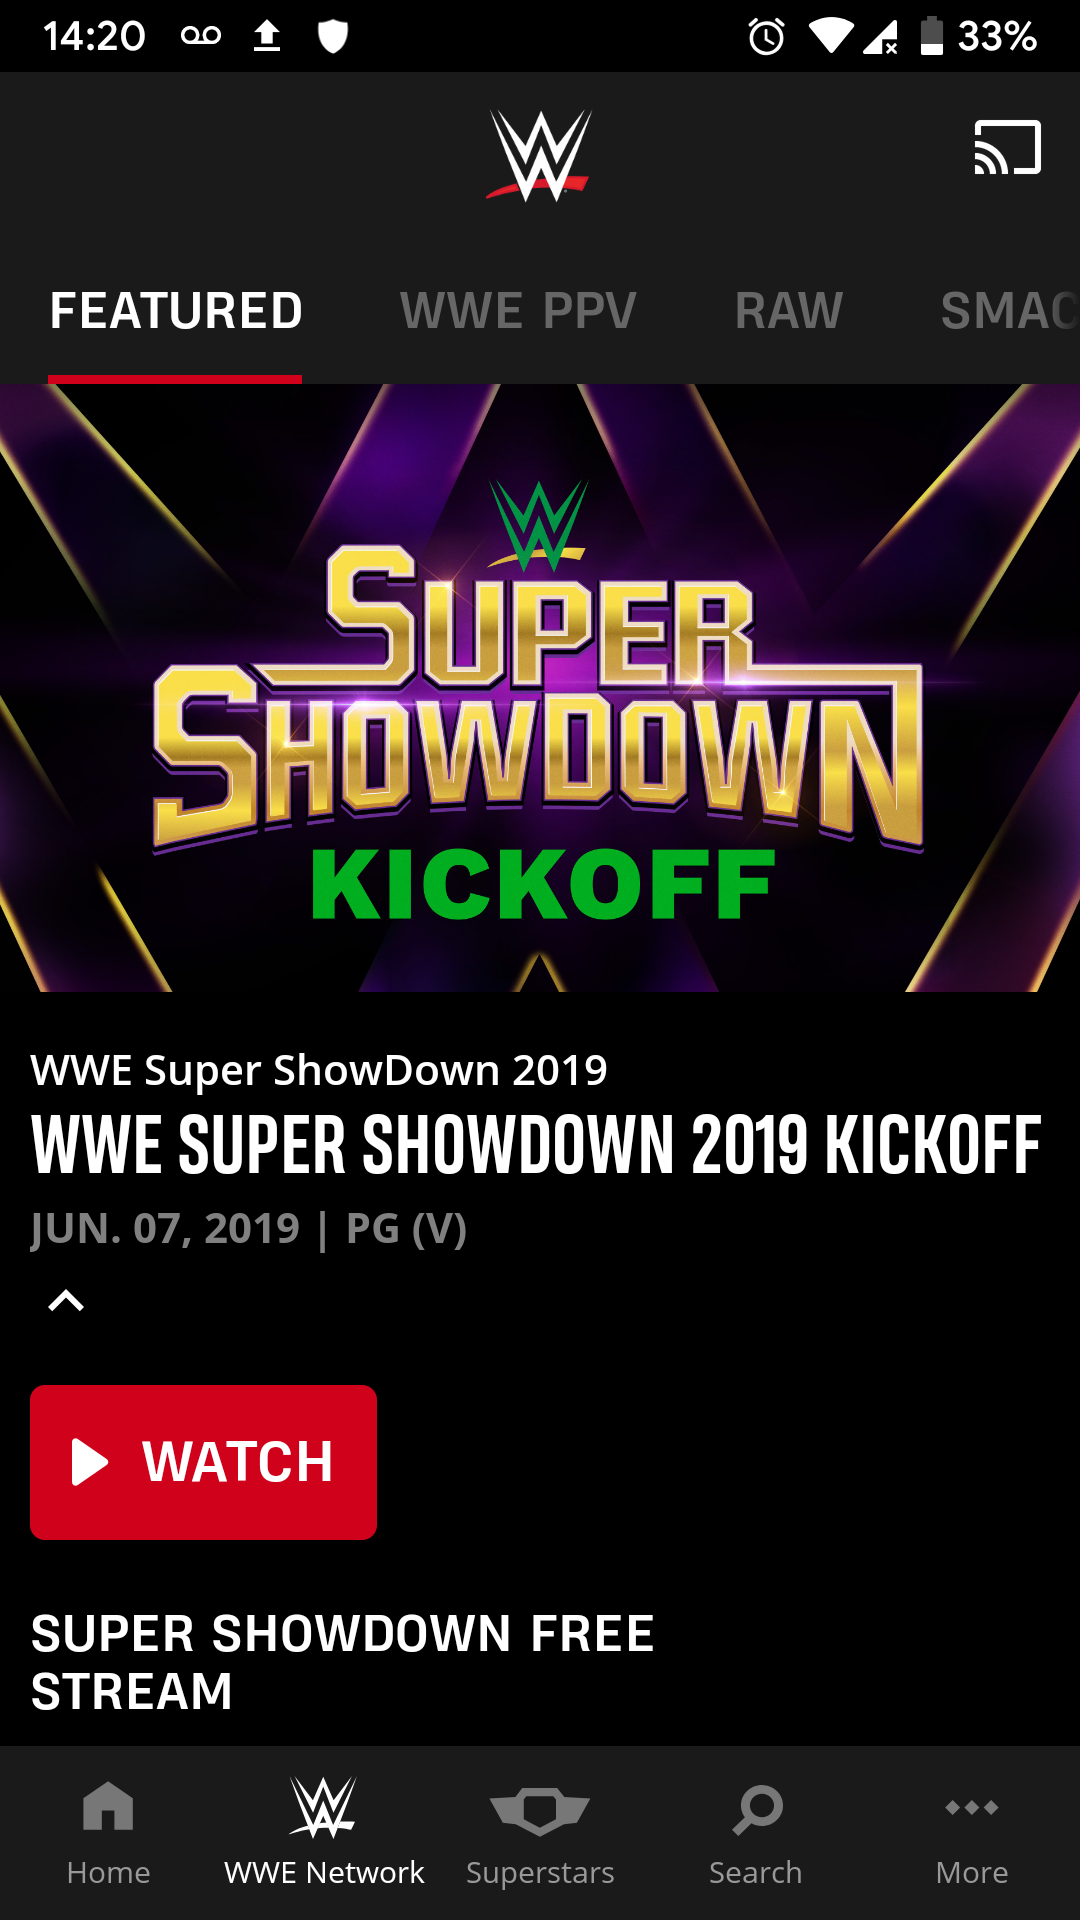 14:20 33%
FEATURED WWE PPV RAW
SUPER
SHOWDOWN
KICKOFF
WWE Super ShowDown 2019
WWE SUPER SHOWDOWN 2019 KICKOFF
JUN. 07, 2019 | PG (V)
WATCH
SUPER SHOWDOWN FREE
STREAM
Home WWE Network Superstars Search More